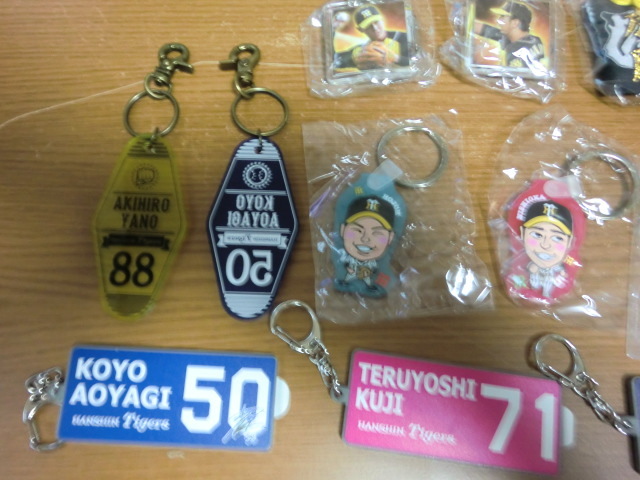 AKIHIRO
YANO
88
KOYO
AOYAGI
50
KOYO
AOYAGI
50
HANSHIN Tigers
TERUYOSHI
KUJI
71
HANSHIN Tigers